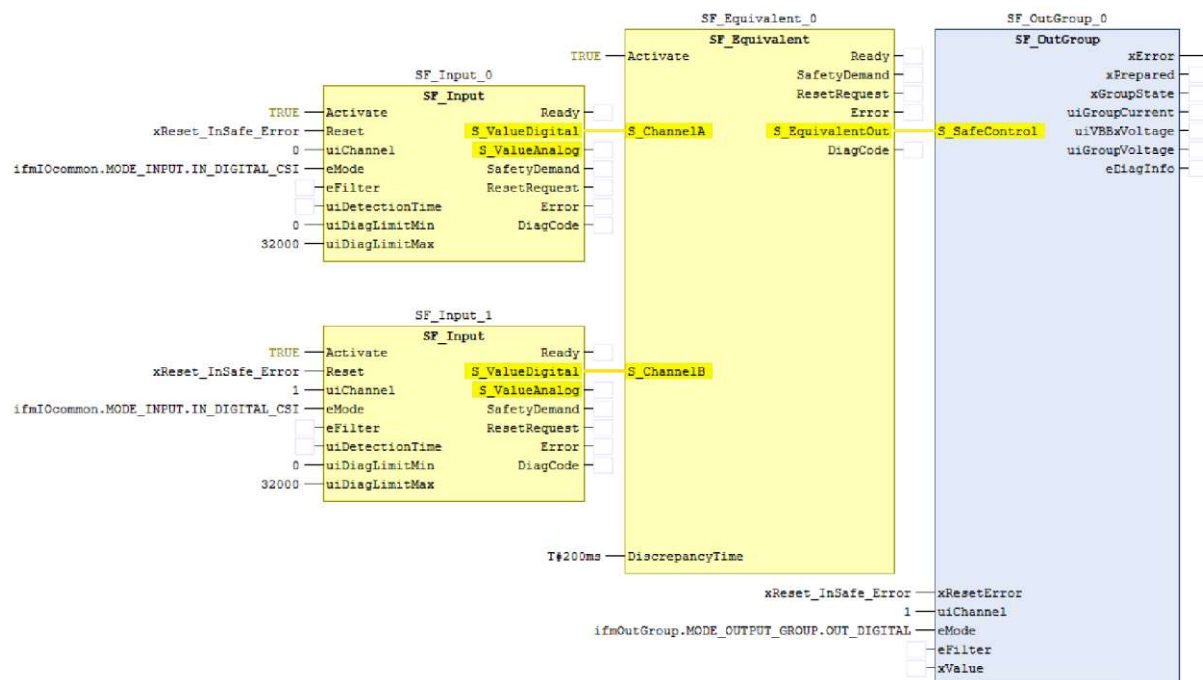 SF_Equivalent_0
SF_OutGroup_0
SF_Equivalent
SF_OutGroup
TRUE Activate Ready
xError
SF_Input_0
SafetyDemand
xPrepared
SF_Input
ResetRequest
xGroupState
TRUE Activate Ready
Error
uiGroupCurrent
xReset_InSafe_Error Reset S_ValueDigital
S_ChannelA S_EquivalentOut
S_SafeControl uiVBBxVoltage
0 uiChannel S_ValueAnalog
DiagCode
uiGroupVoltage
ifmIOcommon.MODE_INPUT.IN_DIGITAL_CSI eMode SafetyDemand
eDiagInfo
eFilter ResetRequest
uiDetectionTime Error
0 uiDiagLimitMin DiagCode
32000 uiDiagLimitMax
SF_Input_1
SF_Input
TRUE Activate Ready
xReset_InSafe_Error Reset S_ValueDigital
S_ChannelB
1 uiChannel S_ValueAnalog
ifmIOcommon.MODE_INPUT.IN_DIGITAL_CSI eMode SafetyDemand
eFilter ResetRequest
uiDetectionTime Error
0 uiDiagLimitMin DiagCode
32000 uiDiagLimitMax
T#200ms DiscrepancyTime
xReset_InSafe_Error xResetError
1 uiChannel
ifmOutGroup.MODE_OUTPUT_GROUP.OUT_DIGITAL eMode
eFilter
xValue